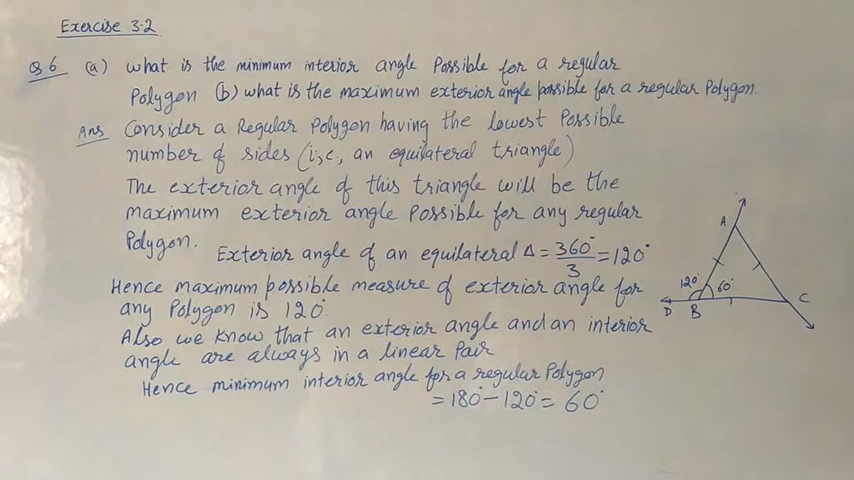 Exercise 3.2
Q6 (a) what is the minimum interior angle Possible for a regular
Polygon (b) what is the maximum exterior angle possible for a regular Polygon.
Ans Consider a Regular Polygon having the lowest Possible
number of sides (i,e, an equilateral triangle)
The exterior angle of this triangle will be the
maximum exterior angle Possible for any regular
Polygon.
Exterior angle of an equilateral Δ = 360°/3 = 120°
Hence maximum possible measure of exterior angle for
any Polygon is 120°.
Also we know that an exterior angle and an interior
angle are always in a linear Pair
Hence minimum interior angle for a regular Polygon
= 180° - 120° = 60°
A
120° 60°
D B C